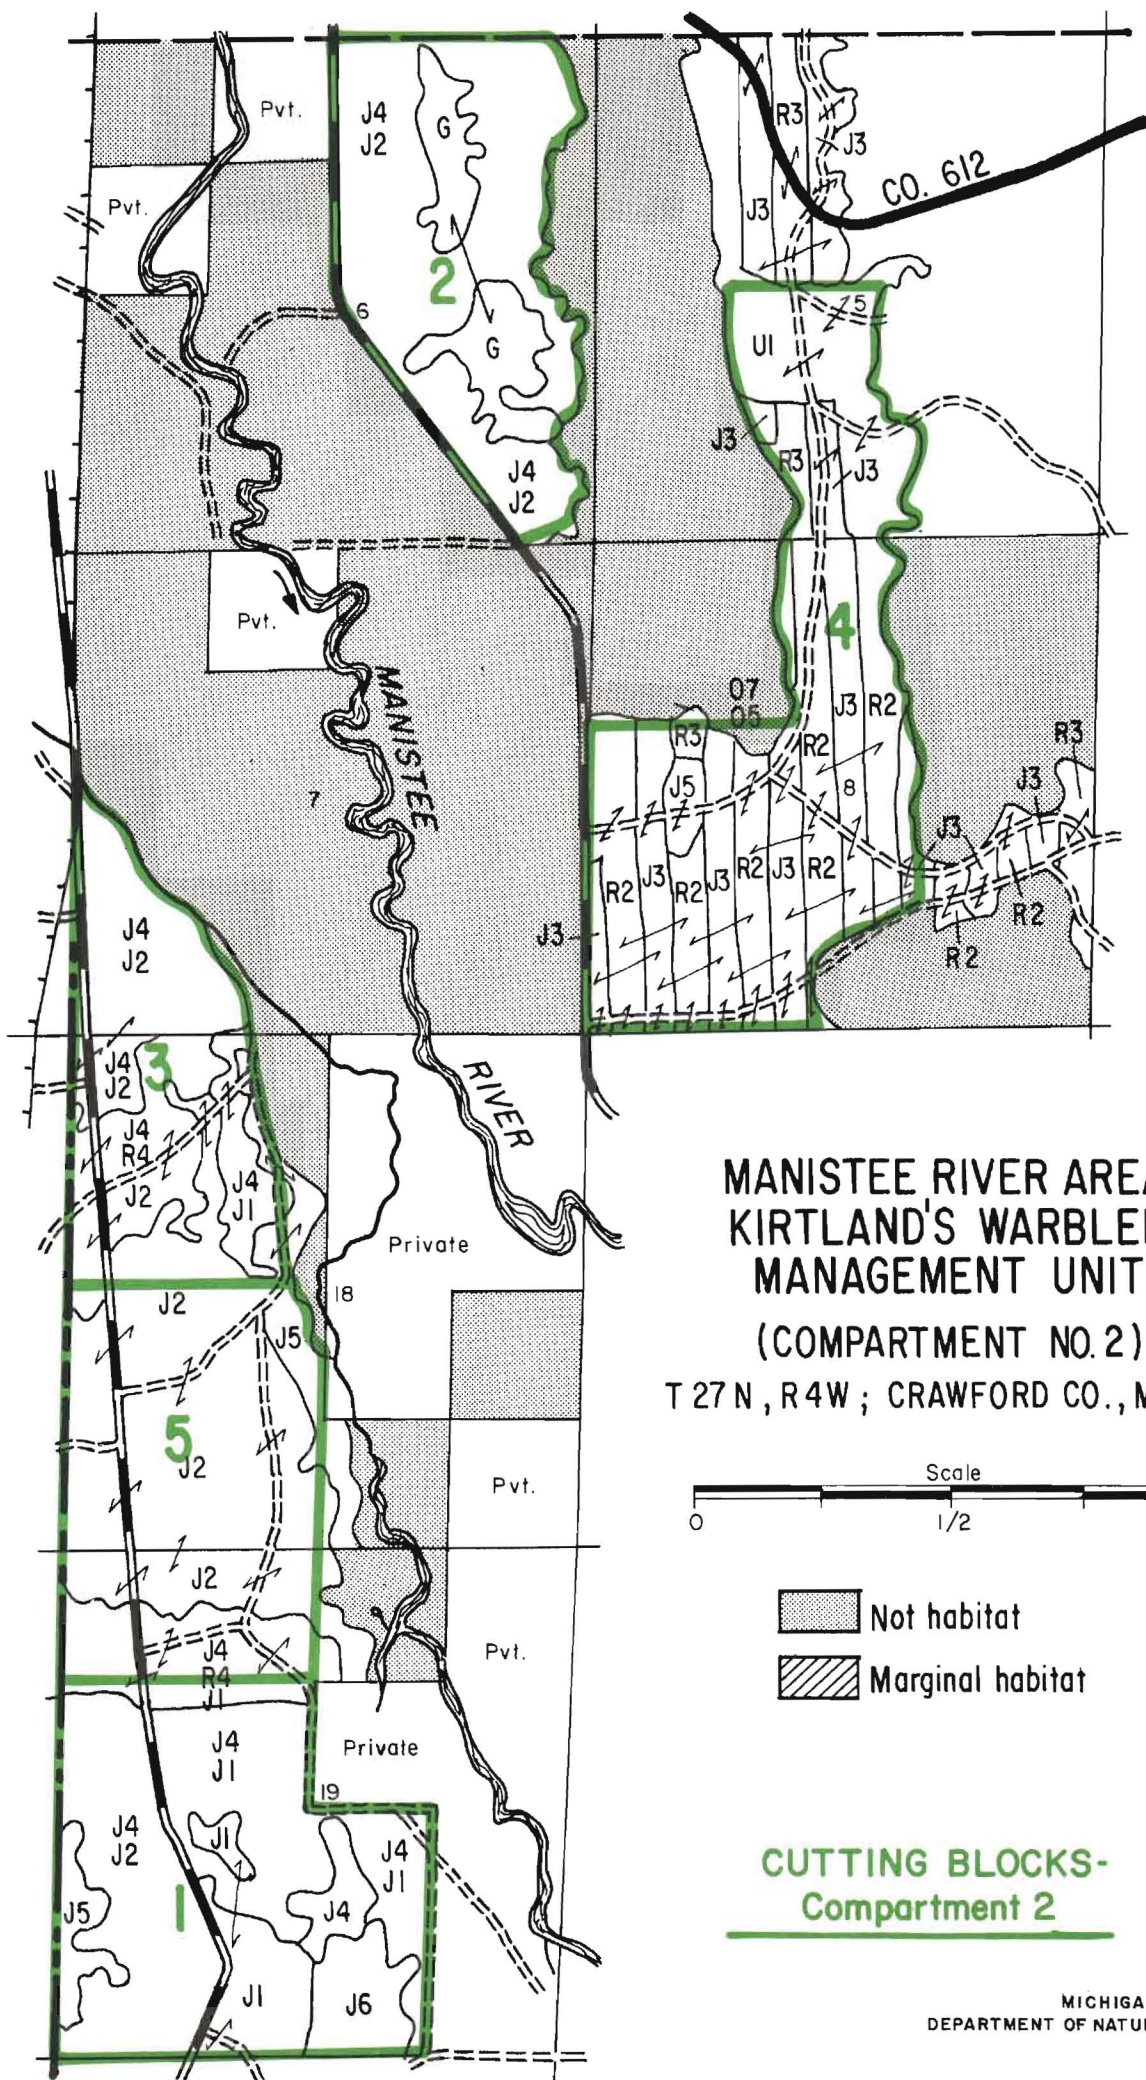 Pvt.
J4
J2
G
R3
J3
CO. 612
Pvt.
J3
2
6
5
G
U1
J3
R3
J3
J4
J2
Pvt.
4
MANISTEE
07
05
J3
R2
R3
R2
R3
J5
J3
7
8
J3
R2
J3
R2
J3
R2
J3
R2
R2
R2
J3
J4
J2
J4
J2
3
RIVER
J4
R4
J2
J4
J1
Private
18
J2
J5
5
J2
Pvt.
J2
J4
R4
J1
Pvt.
J4
J1
Private
19
J4
J2
J1
J4
J1
J5
1
J4
J1
J6
MANISTEE RIVER AREA
KIRTLAND'S WARBLER
MANAGEMENT UNIT
(COMPARTMENT NO. 2)
T 27 N, R 4 W; CRAWFORD CO., M
Scale
0 1/2
Not habitat
Marginal habitat
CUTTING BLOCKS-
Compartment 2
MICHIGA
DEPARTMENT OF NATU